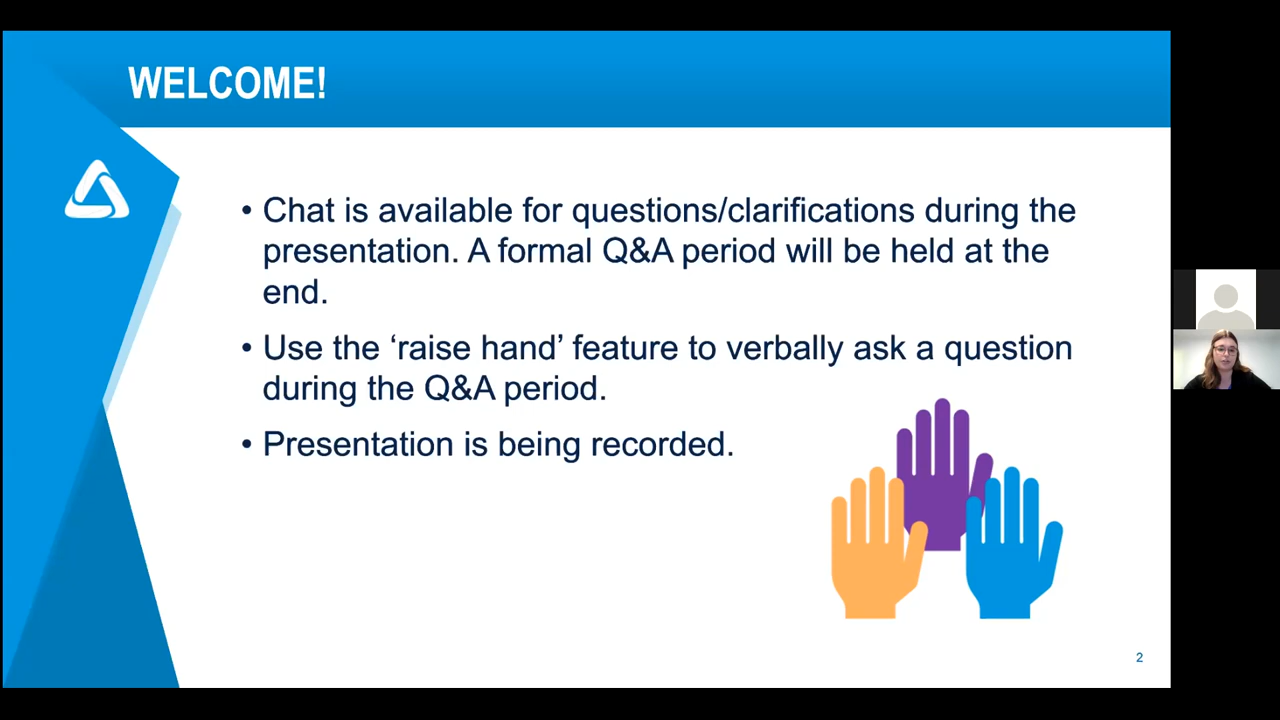 WELCOME!
• Chat is available for questions/clarifications during the
presentation. A formal Q&A period will be held at the
end.
• Use the ‘raise hand’ feature to verbally ask a question
during the Q&A period.
• Presentation is being recorded.
2